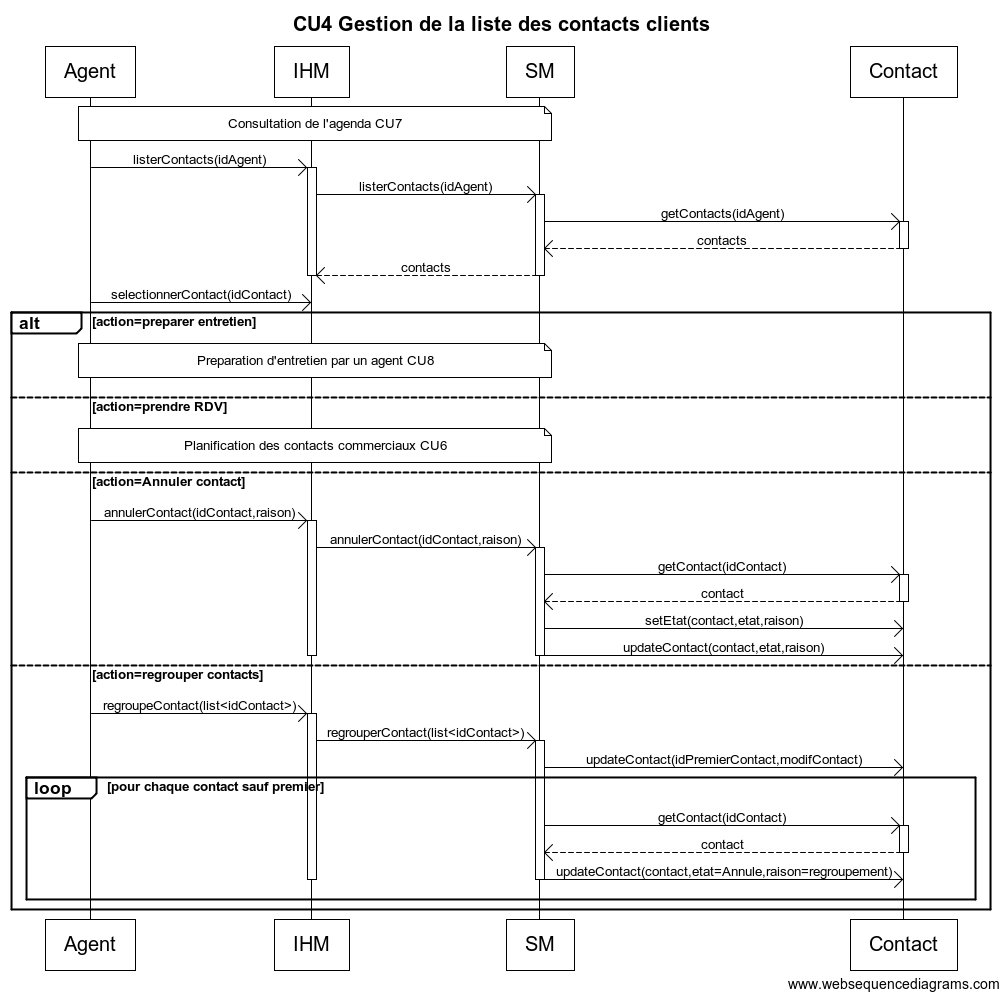 CU4 Gestion de la liste des contacts clients
Agent
IHM
SM
Contact
Consultation de l'agenda CU7
listerContacts(idAgent)
listerContacts(idAgent)
getContacts(idAgent)
contacts
contacts
selectionnerContact(idContact)
alt
[action=preparer entretien]
Preparation d'entretien par un agent CU8
[action=prendre RDV]
Planification des contacts commerciaux CU6
[action=Annuler contact]
annulerContact(idContact,raison)
annulerContact(idContact,raison)
getContact(idContact)
contact
setEtat(contact,etat,raison)
updateContact(contact,etat,raison)
[action=regrouper contacts]
regroupeContact(list<idContact>)
regrouperContact(list<idContact>)
updateContact(idPremierContact,modifContact)
loop
[pour chaque contact sauf premier]
getContact(idContact)
contact
updateContact(contact,etat=Annule,raison=regroupement)
Agent
IHM
SM
Contact
www.websequencediagrams.com